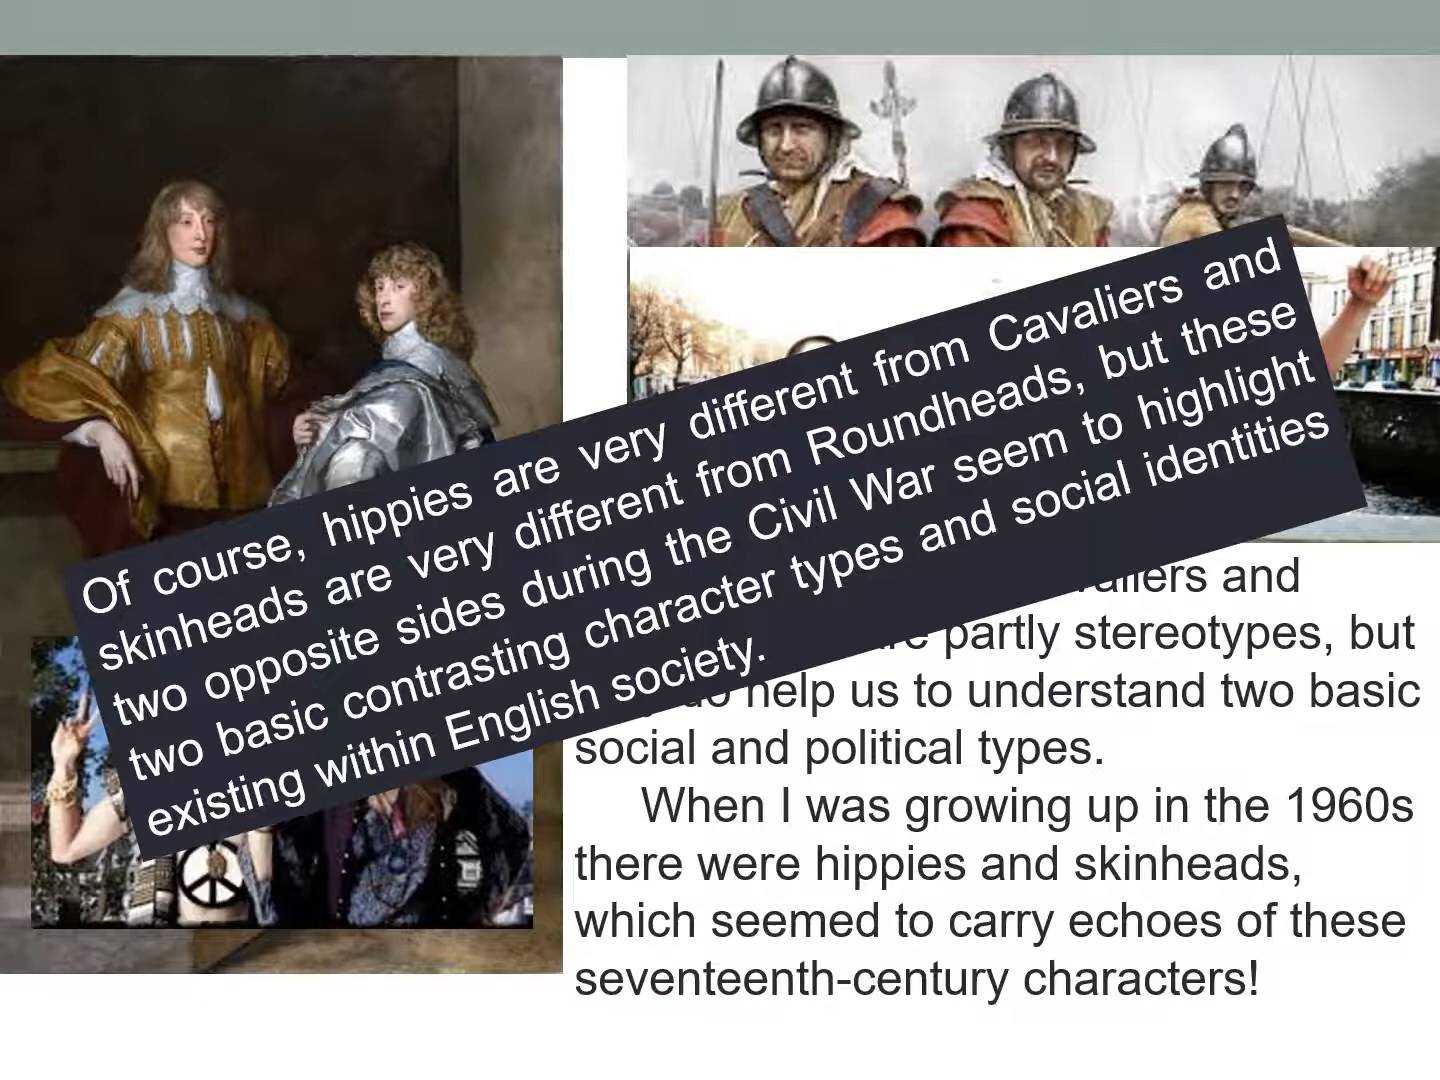 Of course, hippies are very different from Cavaliers and
skinheads are very different from Roundheads, but these
two opposite sides during the Civil War seem to highlight
two basic contrasting character types and social identities
existing within English society.
and
partly stereotypes, but
help us to understand two basic
social and political types.
When I was growing up in the 1960s
there were hippies and skinheads,
which seemed to carry echoes of these
seventeenth-century characters!